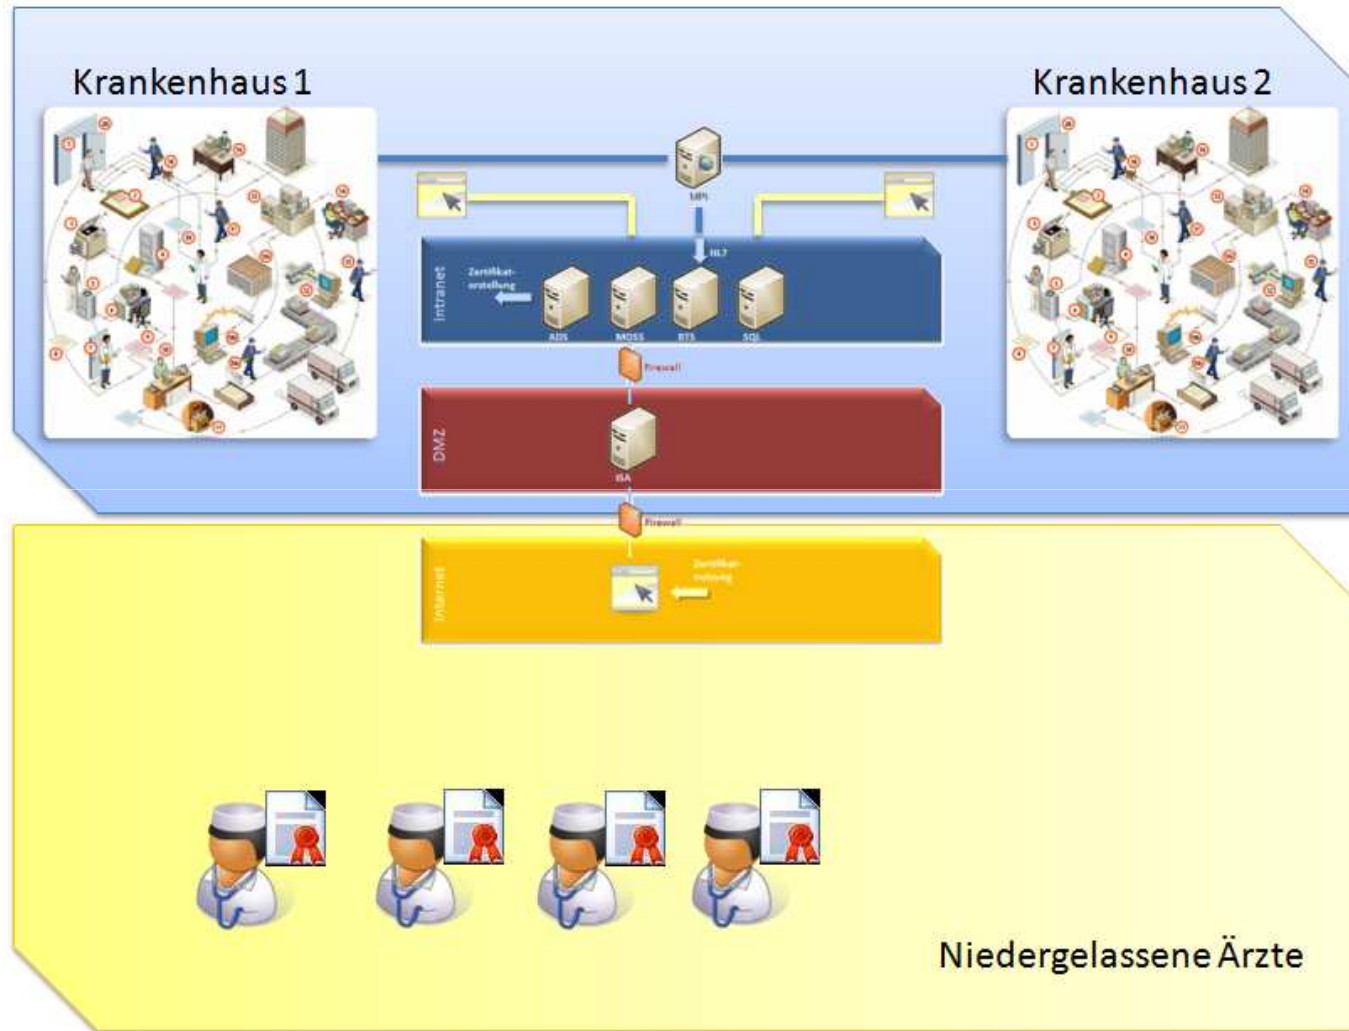 Krankenhaus 1
Krankenhaus 2
MPI
HL7
Zertifikat-
erstellung
Intranet
ADS
MOSS
BTS
SQL
Firewall
DMZ
ISA
Firewall
Internet
Zertifikat-
nutzung
Niedergelassene Ärzte